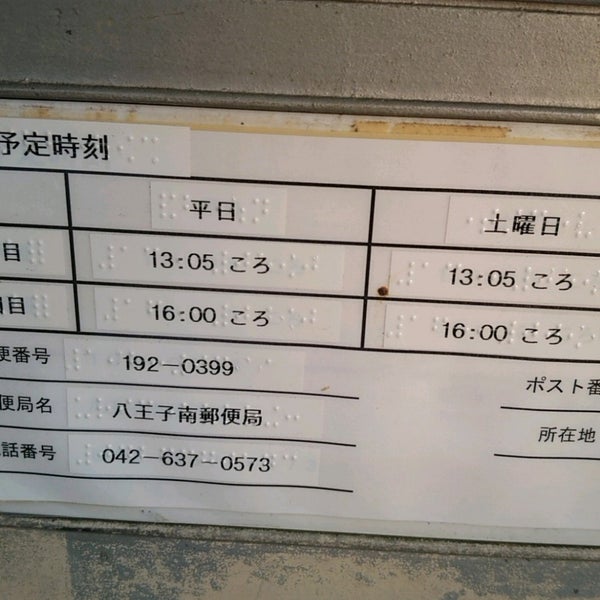 予定時刻
平日 土曜日
目 13:05 ころ 13:05 ころ
目 16:00 ころ 16:00 ころ
便番号 192-0399
便局名 八王子南郵便局
話番号 042-637-0573
ポスト番
所在地